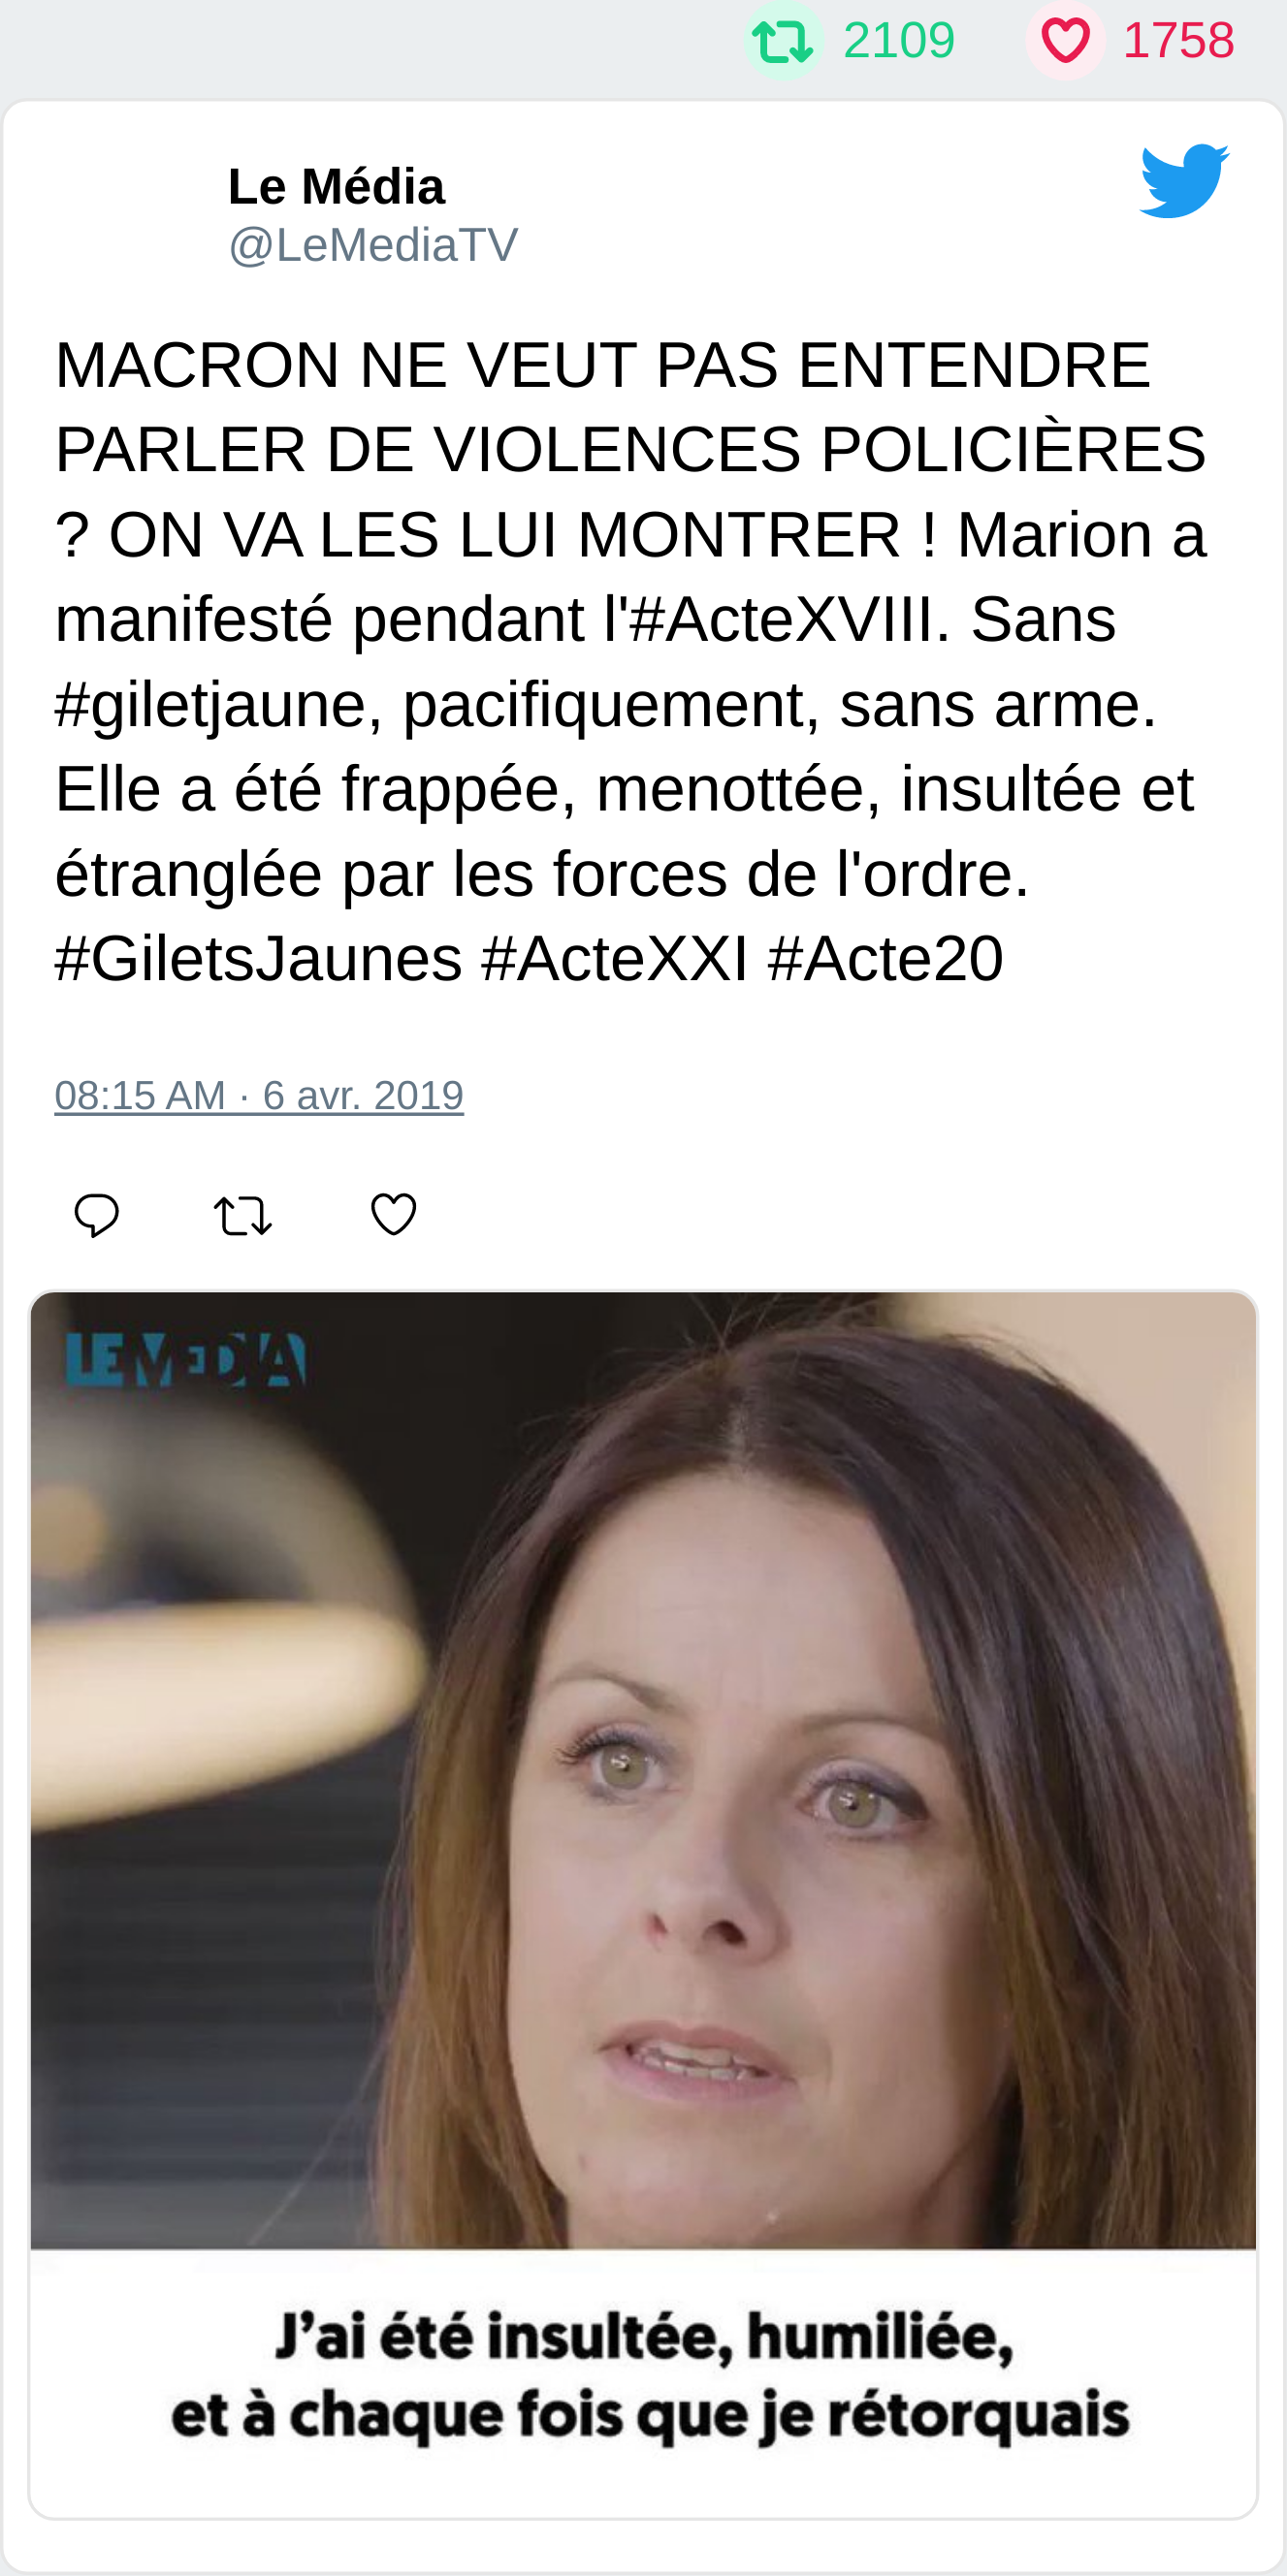 2109 1758
Le Média
@LeMediaTV
MACRON NE VEUT PAS ENTENDRE
PARLER DE VIOLENCES POLICIÈRES
? ON VA LES LUI MONTRER ! Marion a
manifesté pendant l'#ActeXVIII. Sans
#giletjaune, pacifiquement, sans arme.
Elle a été frappée, menottée, insultée et
étranglée par les forces de l'ordre.
#GiletsJaunes #ActeXXI #Acte20
08:15 AM · 6 avr. 2019
LE MEDIA
J’ai été insultée, humiliée,
et à chaque fois que je rétorquais